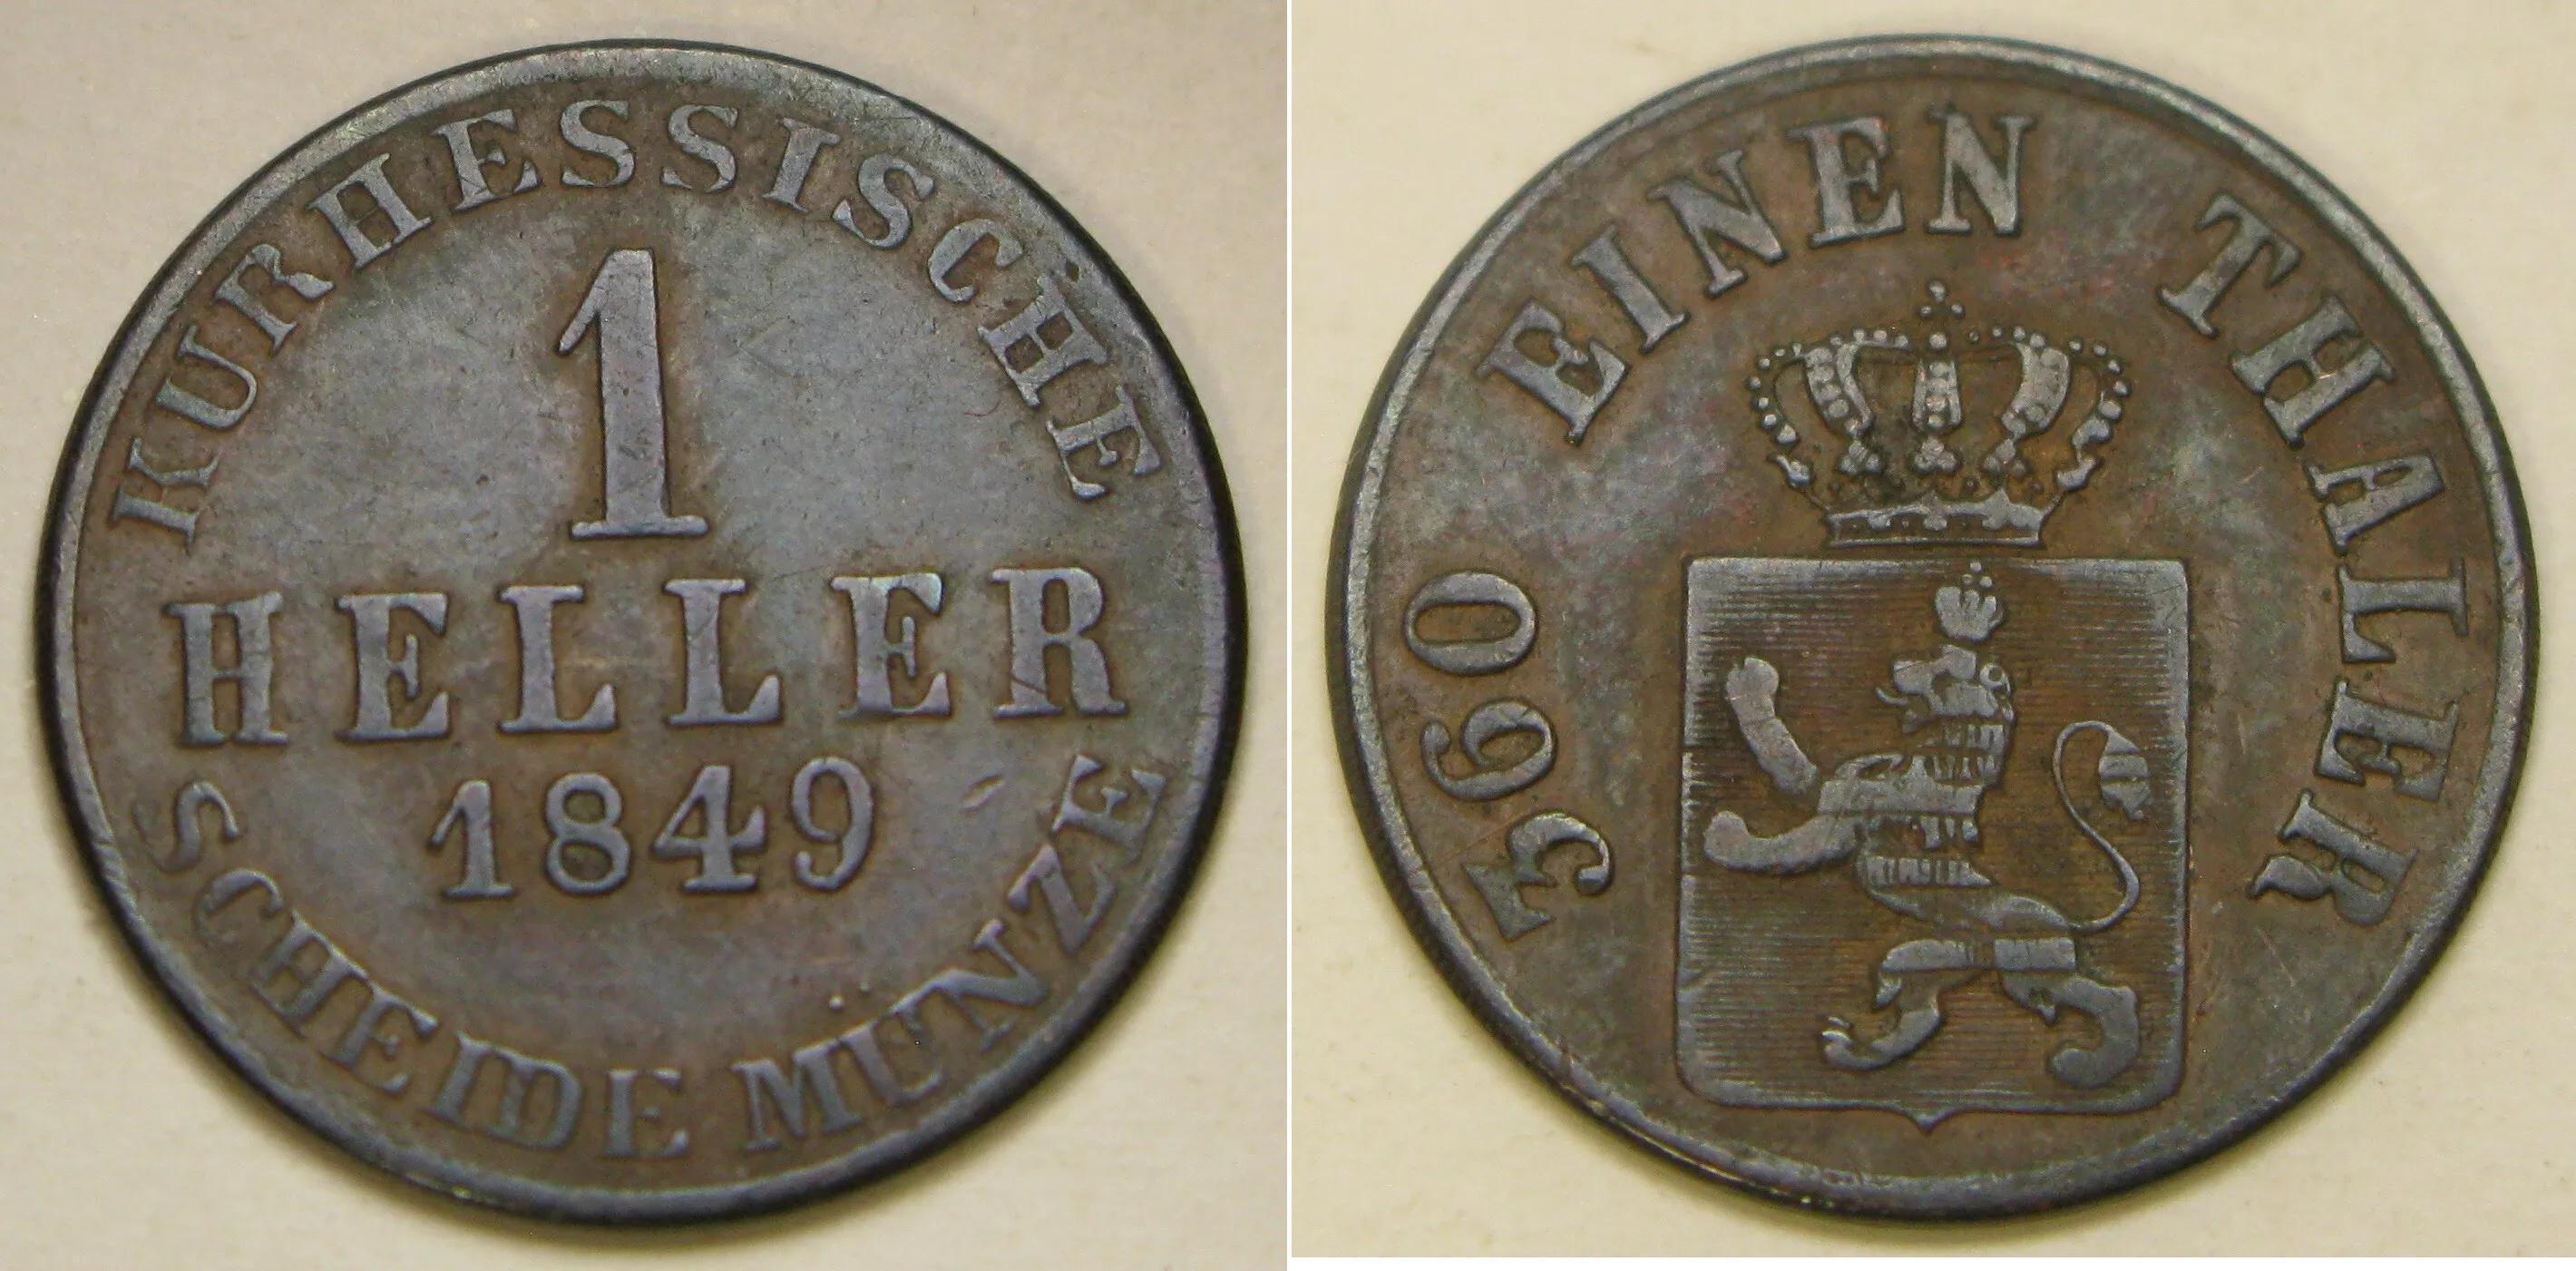 KURHESSISCHE
1
HELLER
1849
SCHEIDE MÜNZE
360 EINEN THALER